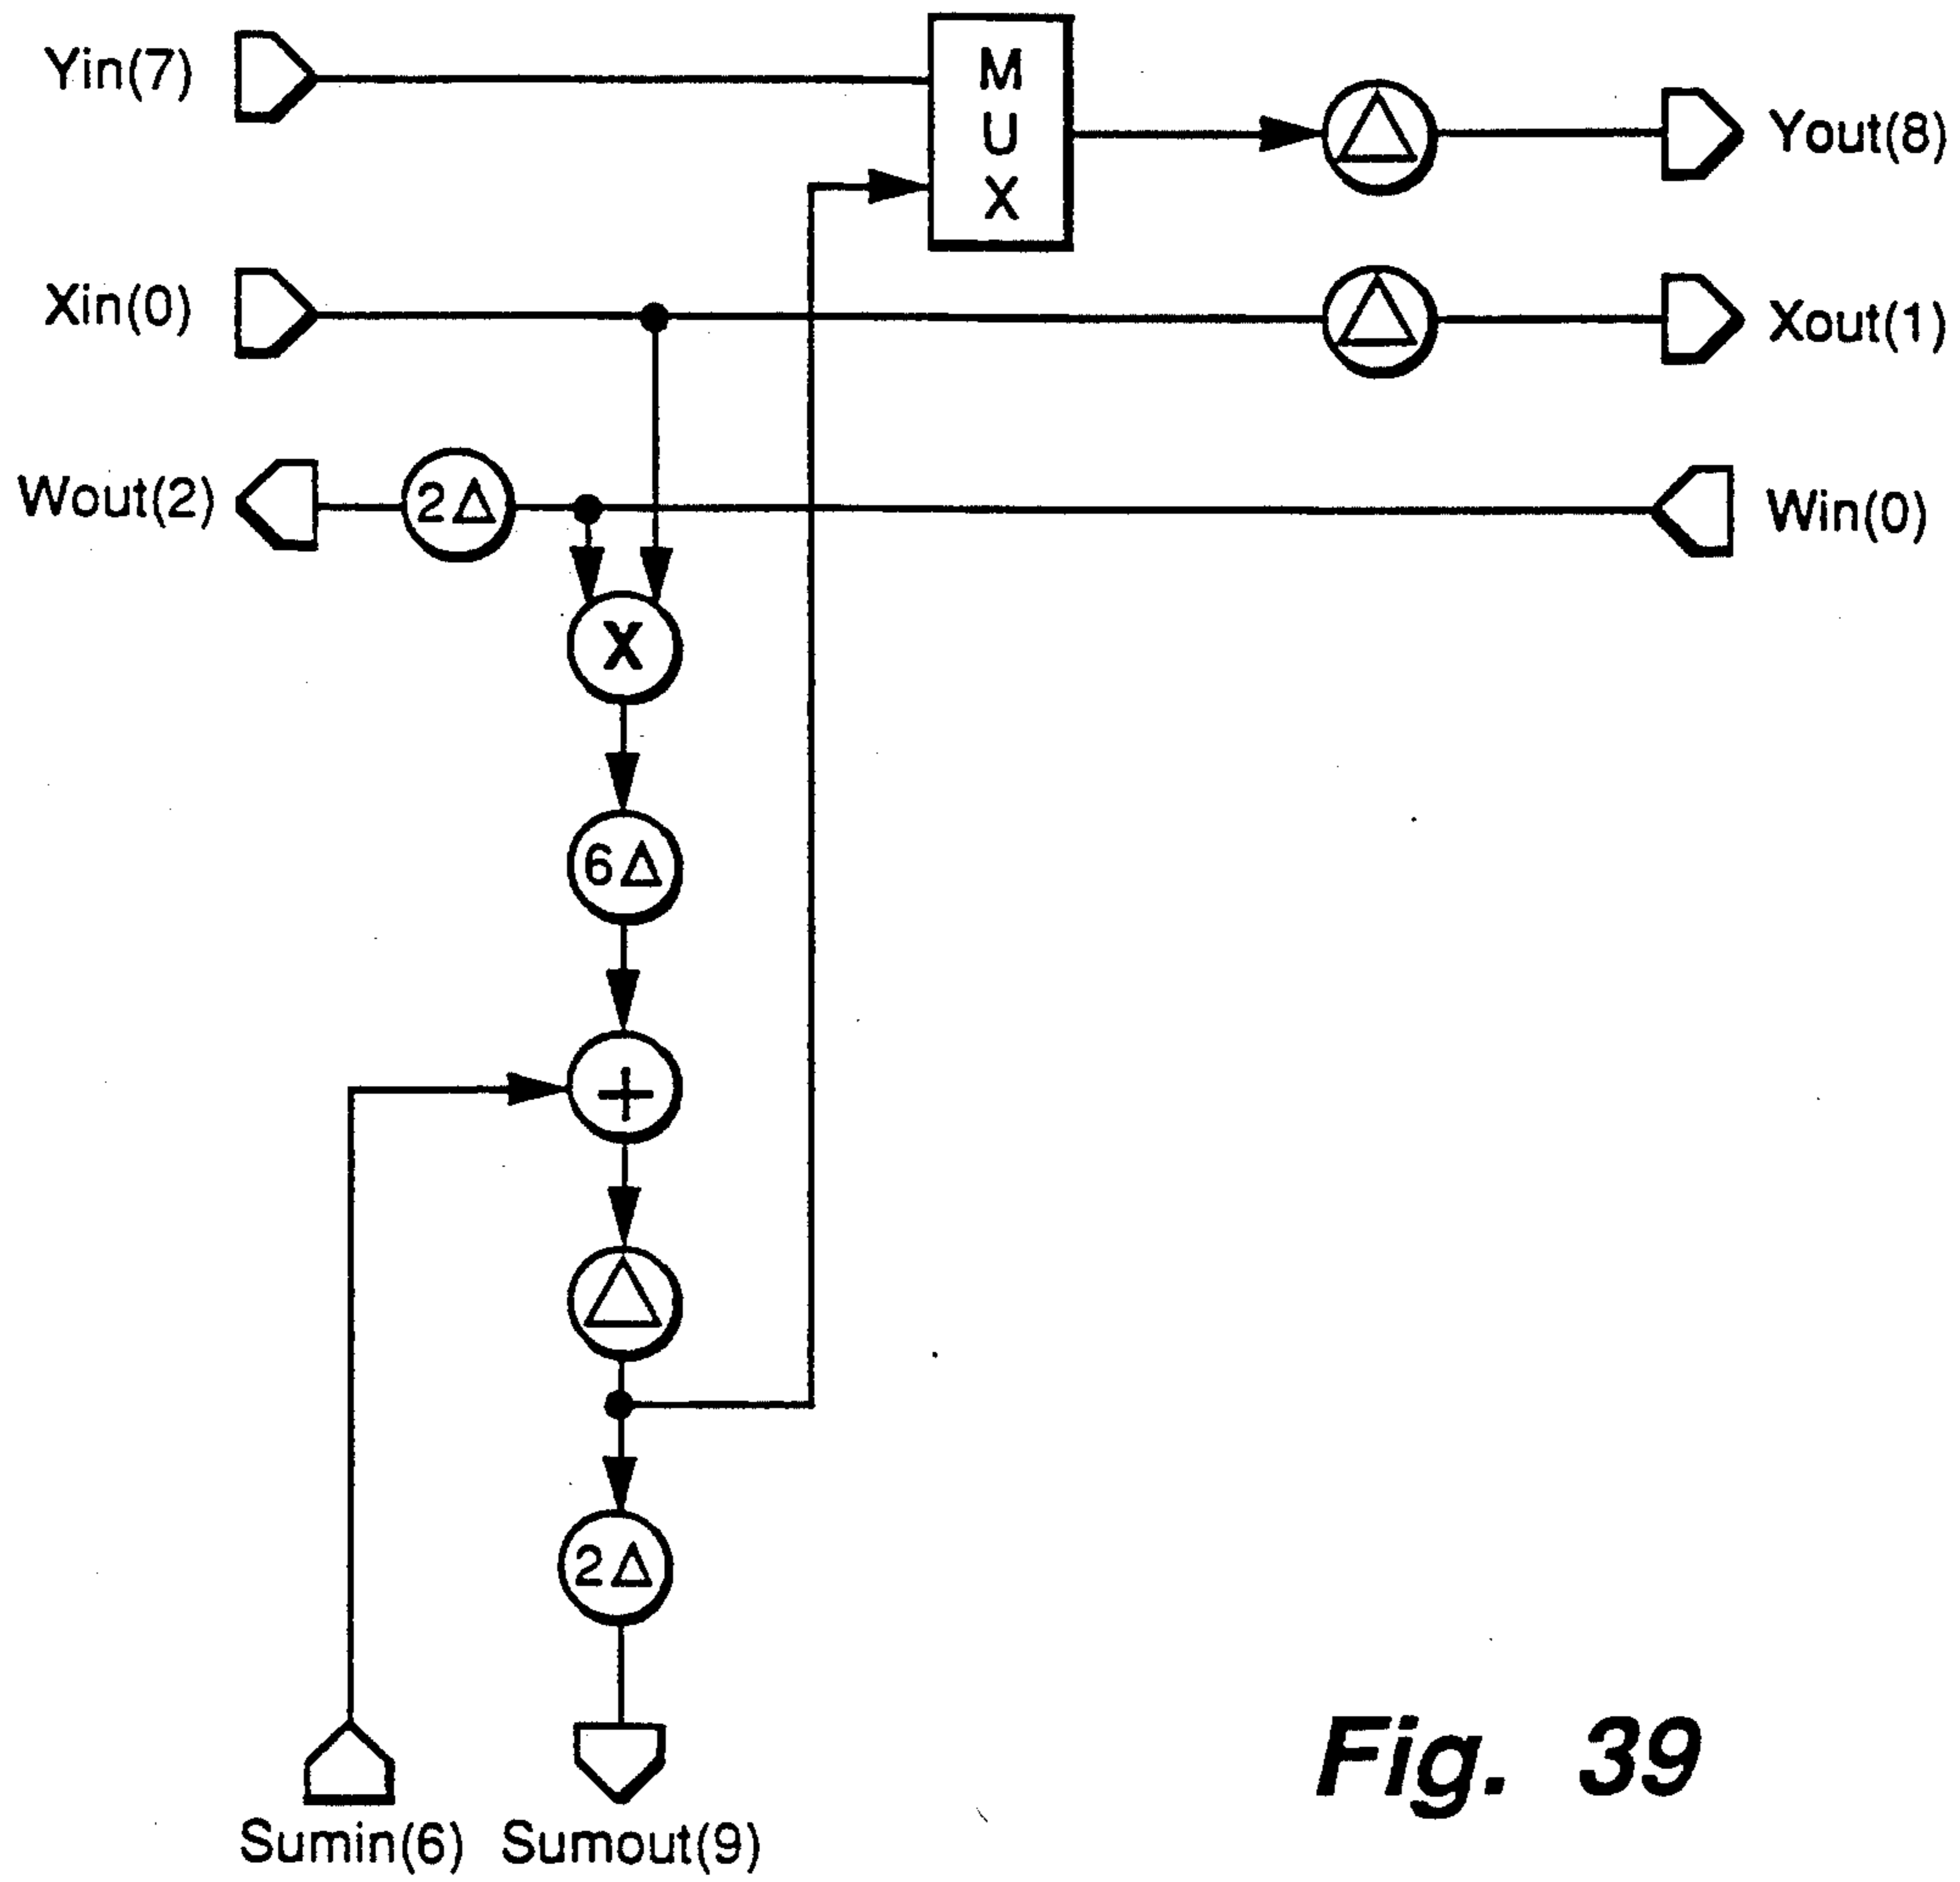 Yin(7)
M
U
X
Yout(8)
Xin(0)
Xout(1)
Wout(2)
2Δ
Win(0)
X
6Δ
+
Δ
2Δ
Fig. 39
Sumin(6)
Sumout(9)